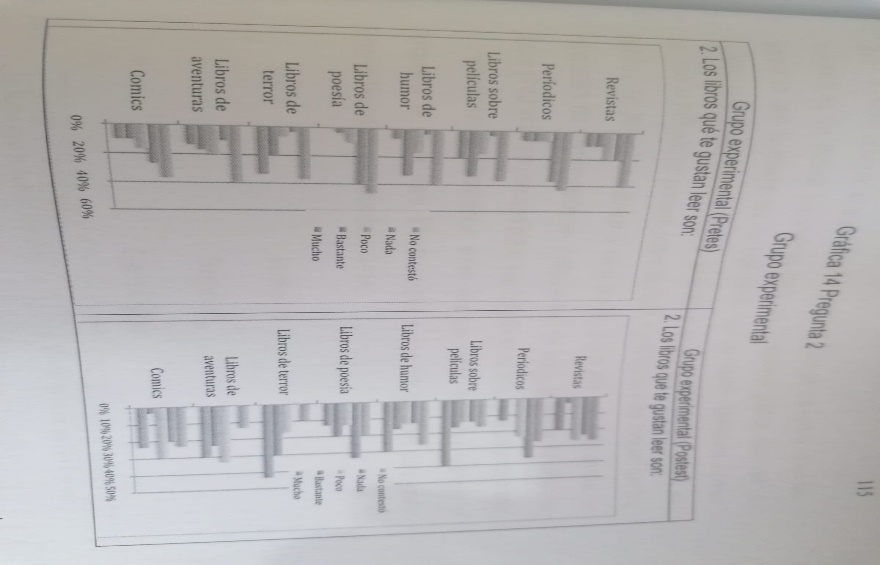 115
Gráfica 14 Pregunta 2
Grupo experimental
Grupo experimental (Pretes)
2. Los libros qué te gustan leer son:
Revistas
Periódicos
Libros sobre
películas
Libros de
humor
Libros de
poesía
Libros de
terror
Libros de
aventuras
Comics
0% 20% 40% 60%
No contestó
Nada
Poco
Bastante
Mucho
Grupo experimental (Postest)
2. Los libros que te gustan leer son:
Revistas
Periódicos
Libros sobre
películas
Libros de humor
Libros de poesía
Libros de terror
Libros de
aventuras
Comics
0% 10% 20% 30% 40% 50%
No contestó
Nada
Poco
Bastante
Mucho